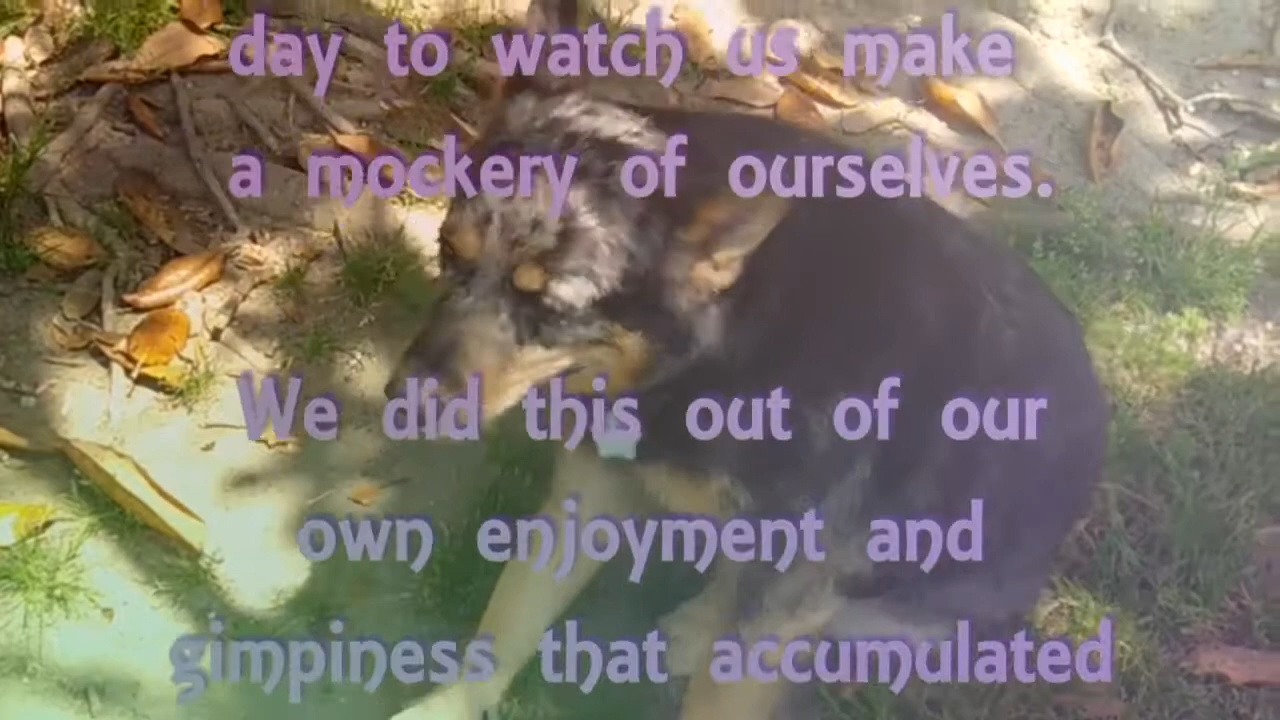 day to watch us make
a mockery of ourselves.
We did this out of our
own enjoyment and
gimpiness that accumulated